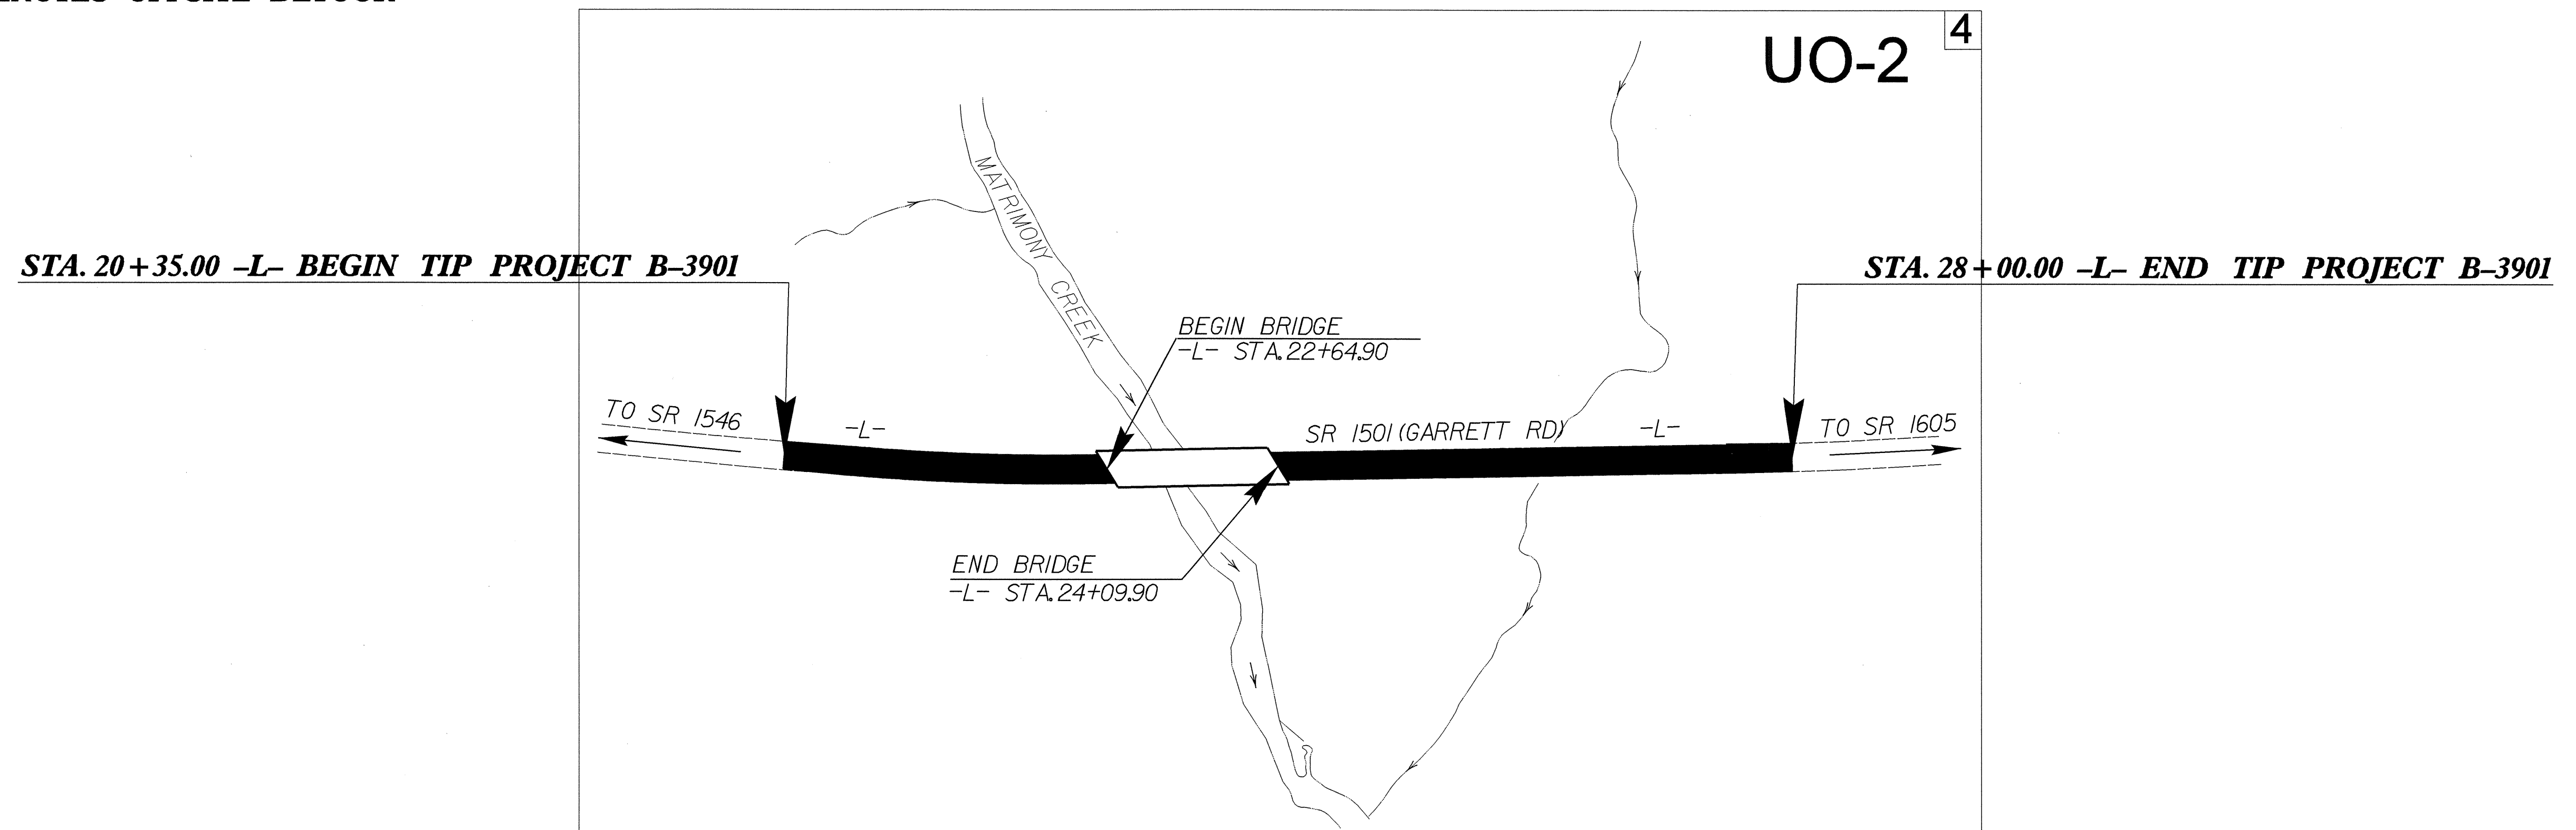 4
UO-2
MATRIMONY CREEK
STA. 20+35.00 -L- BEGIN TIP PROJECT B-3901
STA. 28+00.00 -L- END TIP PROJECT B-3901
BEGIN BRIDGE
-L- STA.22+64.90
TO SR 1546
-L-
SR 1501 (GARRETT RD)
-L-
TO SR 1605
END BRIDGE
-L- STA.24+09.90